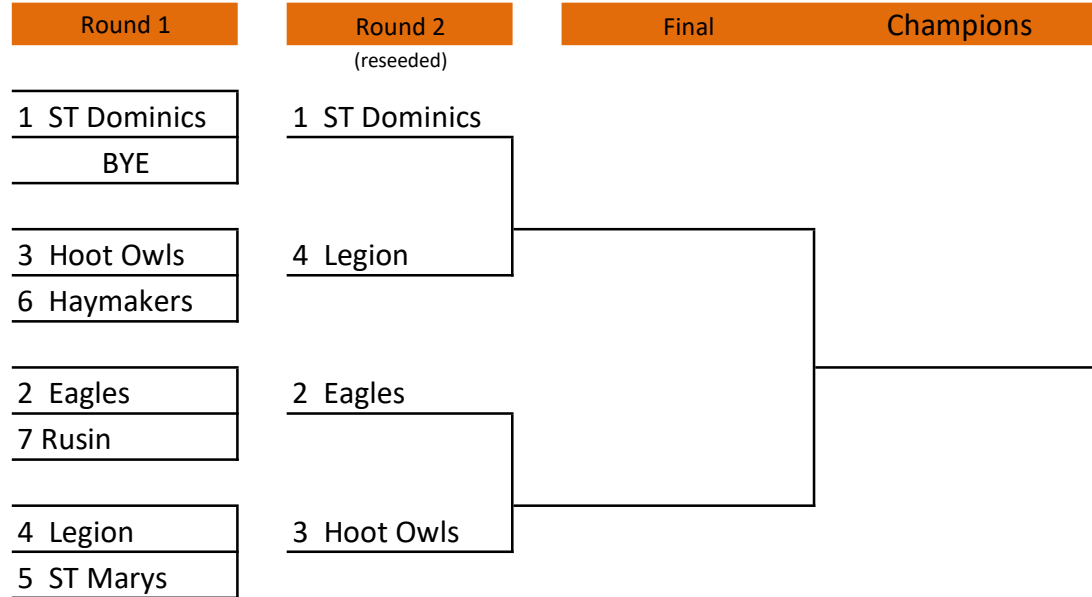 Round 1
Round 2
Final
Champions
(reseeded)
1 ST Dominics
1 ST Dominics
BYE
3 Hoot Owls
4 Legion
6 Haymakers
2 Eagles
2 Eagles
7 Rusin
4 Legion
3 Hoot Owls
5 ST Marys